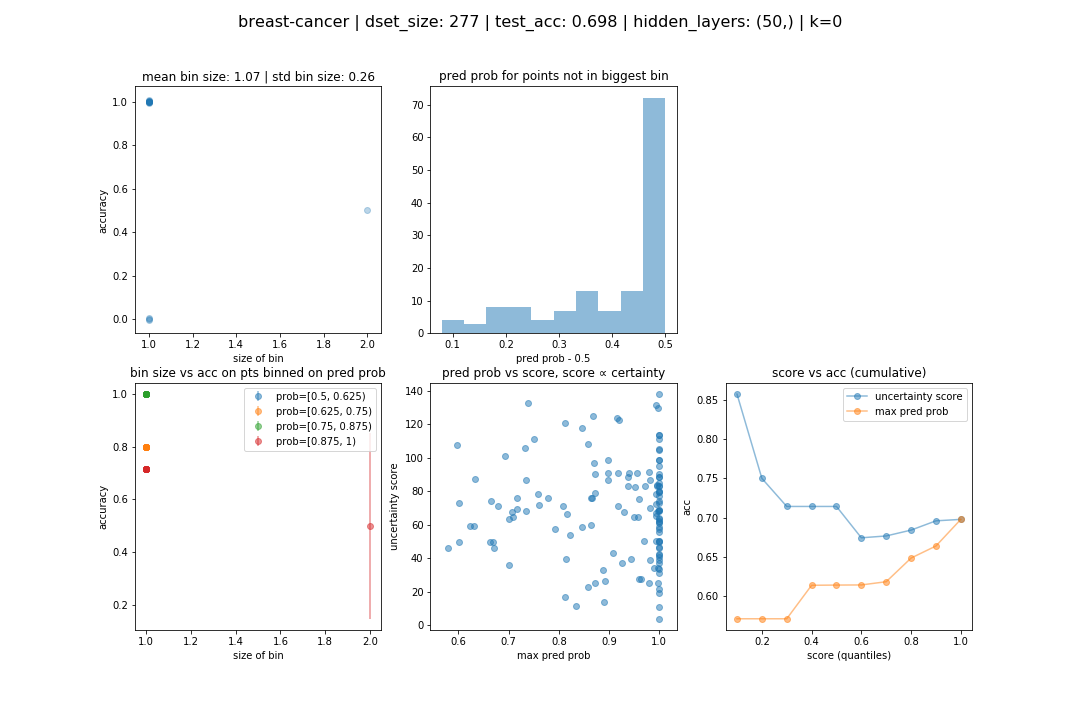 breast-cancer | dset_size: 277 | test_acc: 0.698 | hidden_layers: (50,) | k=0
mean bin size: 1.07 | std bin size: 0.26
1.0
0.8
0.6
0.4
0.2
0.0
accuracy
1.0 1.2 1.4 1.6 1.8 2.0
size of bin
pred prob for points not in biggest bin
70
60
50
40
30
20
10
0
0.1 0.2 0.3 0.4 0.5
pred prob - 0.5
bin size vs acc on pts binned on pred prob
prob=[0.5, 0.625)
prob=[0.625, 0.75)
prob=[0.75, 0.875)
prob=[0.875, 1)
1.0
0.8
0.6
0.4
0.2
accuracy
1.0 1.2 1.4 1.6 1.8 2.0
size of bin
pred prob vs score, score ∝ certainty
140
120
100
80
60
40
20
0
uncertainty score
0.6 0.7 0.8 0.9 1.0
max pred prob
score vs acc (cumulative)
uncertainty score
max pred prob
0.85
0.80
0.75
0.70
0.65
0.60
acc
0.2 0.4 0.6 0.8 1.0
score (quantiles)